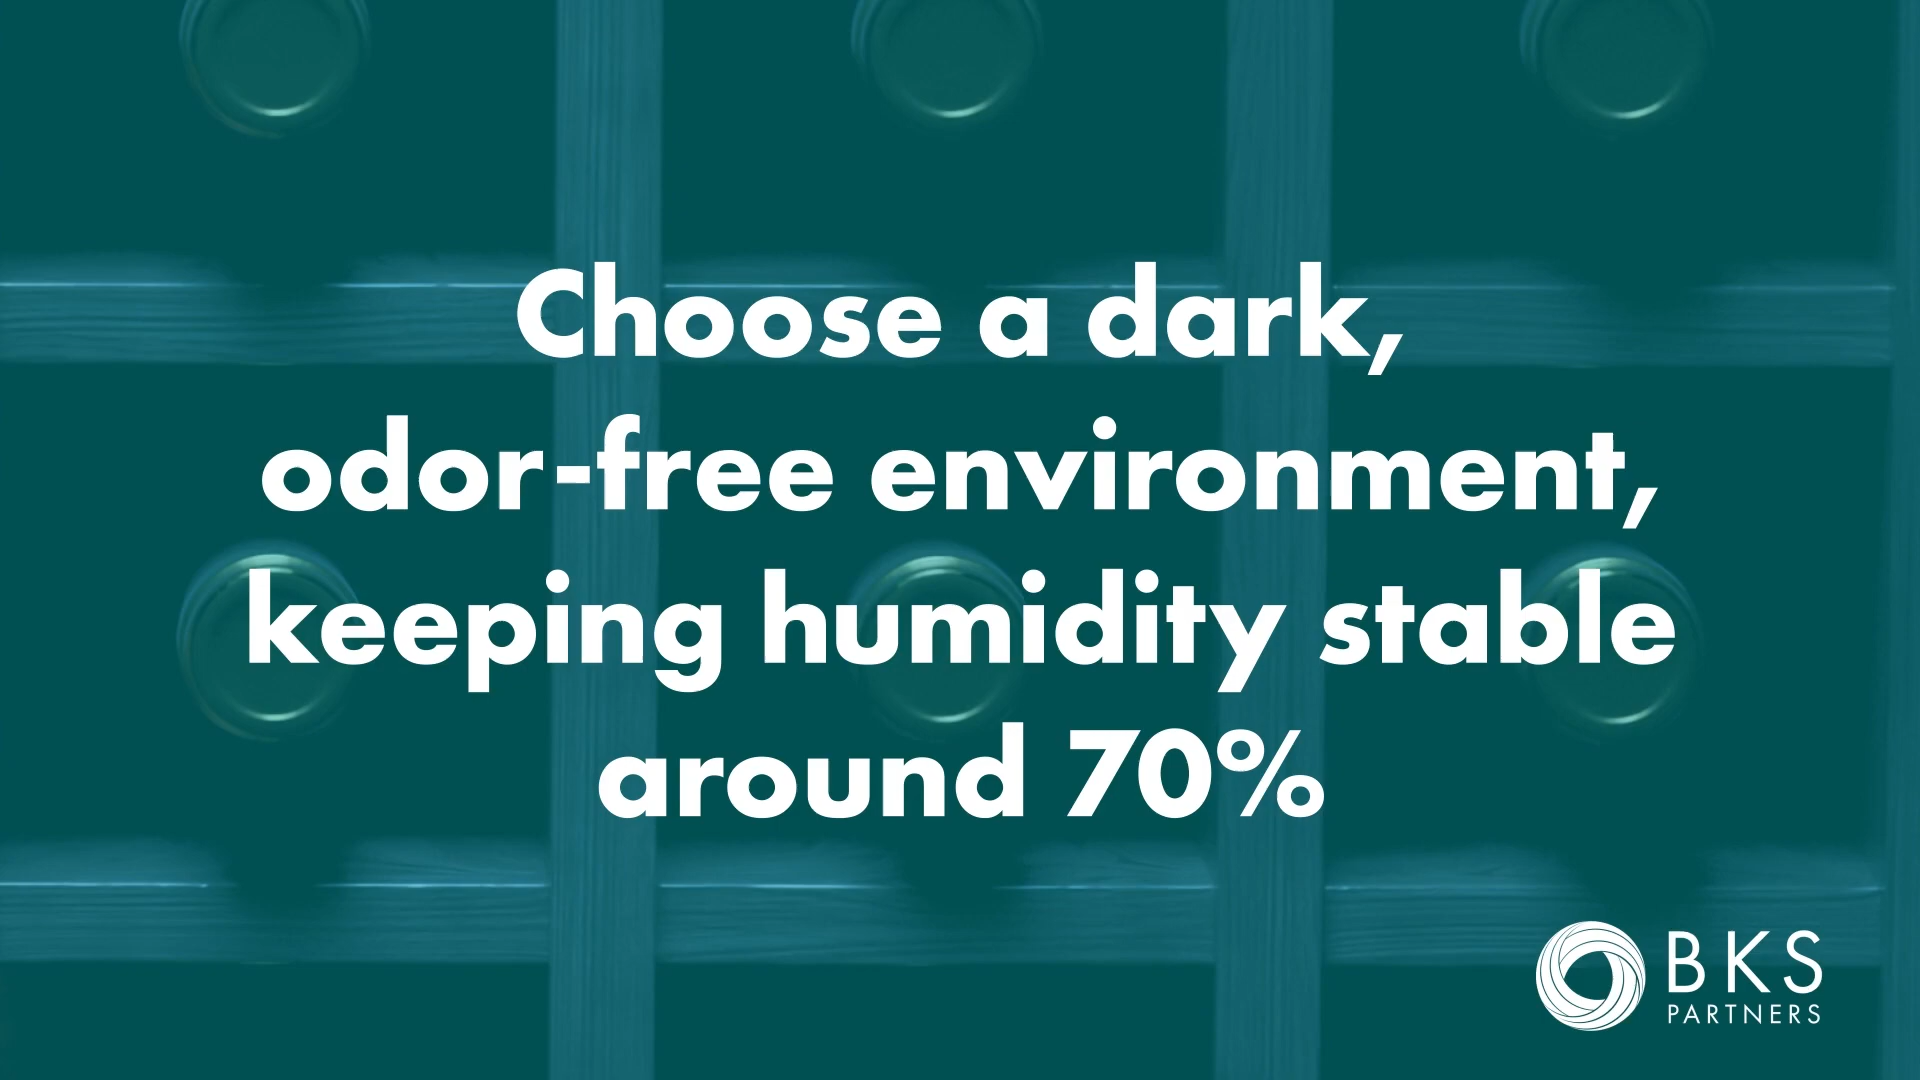 Choose a dark,
odor-free environment,
keeping humidity stable
around 70%
BKS
PARTNERS